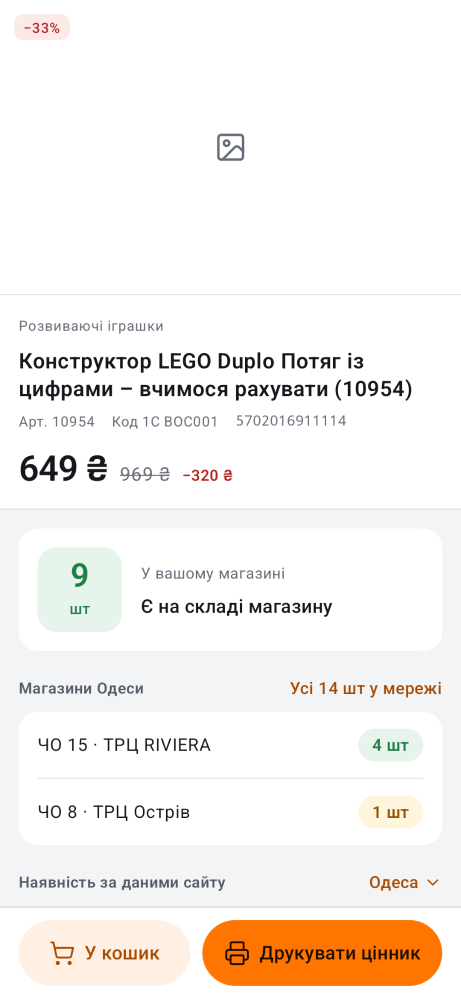 −33%
Розвиваючі іграшки
Конструктор LEGO Duplo Потяг із
цифрами – вчимося рахувати (10954)
Арт. 10954 Код 1С BOC001 5702016911114
649 ₴ 969 ₴ −320 ₴
9
шт
У вашому магазині
Є на складі магазину
Магазини Одеси Усі 14 шт у мережі
ЧО 15 · ТРЦ RIVIERA 4 шт
ЧО 8 · ТРЦ Острів 1 шт
Наявність за даними сайту Одеса
У кошик Друкувати цінник